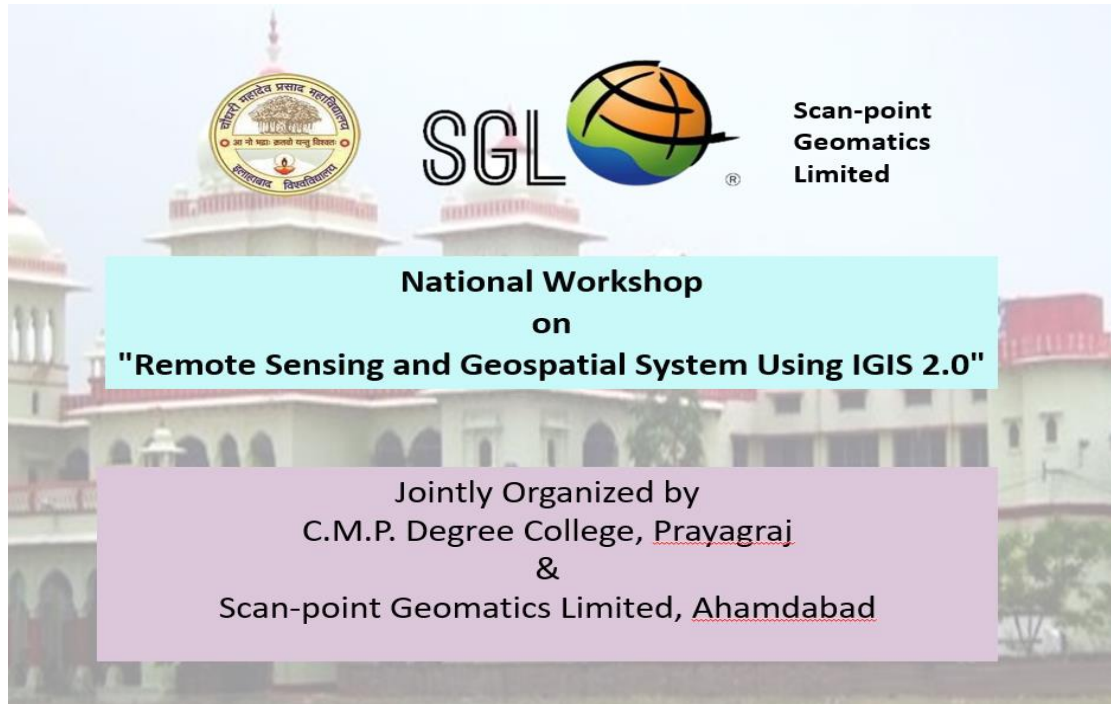 चौधरी महादेव प्रसाद महाविद्यालय
आ नो भद्राः क्रतवो यन्तु विश्वतः
इलाहाबाद विश्वविद्यालय
SGL
®
Scan-point
Geomatics
Limited
National Workshop
on
"Remote Sensing and Geospatial System Using IGIS 2.0"
Jointly Organized by
C.M.P. Degree College, Prayagraj
&
Scan-point Geomatics Limited, Ahamdabad